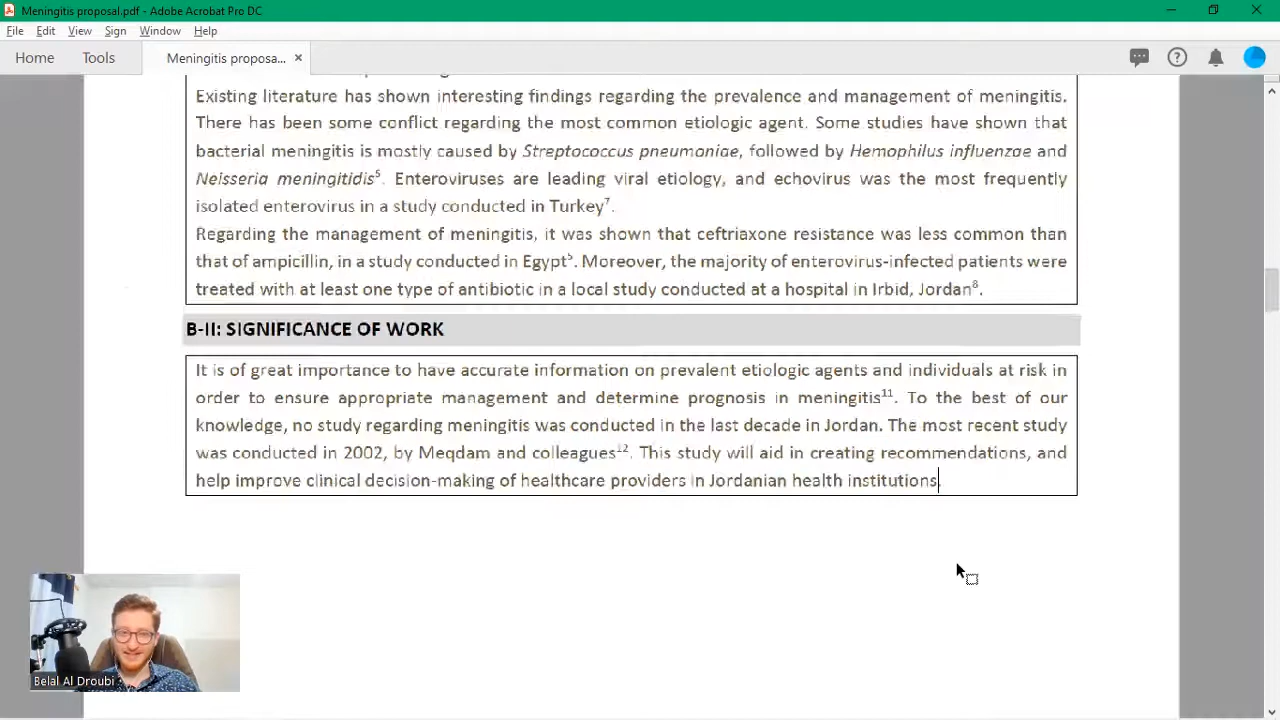 Meningitis proposal.pdf - Adobe Acrobat Pro DC
File Edit View Sign Window Help
Home Tools Meningitis proposa... ×
Existing literature has shown interesting findings regarding the prevalence and management of meningitis.
There has been some conflict regarding the most common etiologic agent. Some studies have shown that
bacterial meningitis is mostly caused by Streptococcus pneumoniae, followed by Hemophilus influenzae and
Neisseria meningitidis⁵. Enteroviruses are leading viral etiology, and echovirus was the most frequently
isolated enterovirus in a study conducted in Turkey⁷.
Regarding the management of meningitis, it was shown that ceftriaxone resistance was less common than
that of ampicillin, in a study conducted in Egypt⁵. Moreover, the majority of enterovirus-infected patients were
treated with at least one type of antibiotic in a local study conducted at a hospital in Irbid, Jordan⁸.
B-II: SIGNIFICANCE OF WORK
It is of great importance to have accurate information on prevalent etiologic agents and individuals at risk in
order to ensure appropriate management and determine prognosis in meningitis¹¹. To the best of our
knowledge, no study regarding meningitis was conducted in the last decade in Jordan. The most recent study
was conducted in 2002, by Meqdam and colleagues¹². This study will aid in creating recommendations, and
help improve clinical decision-making of healthcare providers in Jordanian health institutions.
Belal Al Droubi